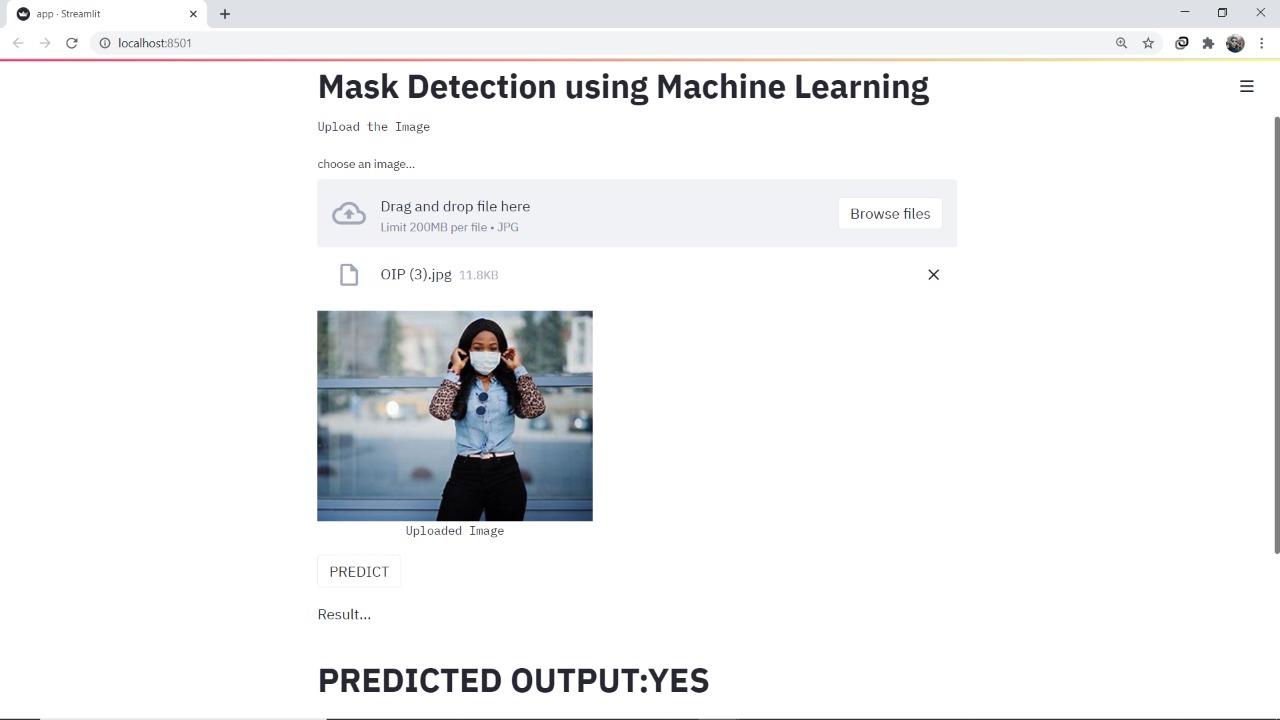 app · Streamlit
localhost:8501
Mask Detection using Machine Learning
Upload the Image
choose an image...
Drag and drop file here
Limit 200MB per file • JPG
Browse files
OIP (3).jpg 11.8KB
Uploaded Image
PREDICT
Result...
PREDICTED OUTPUT:YES